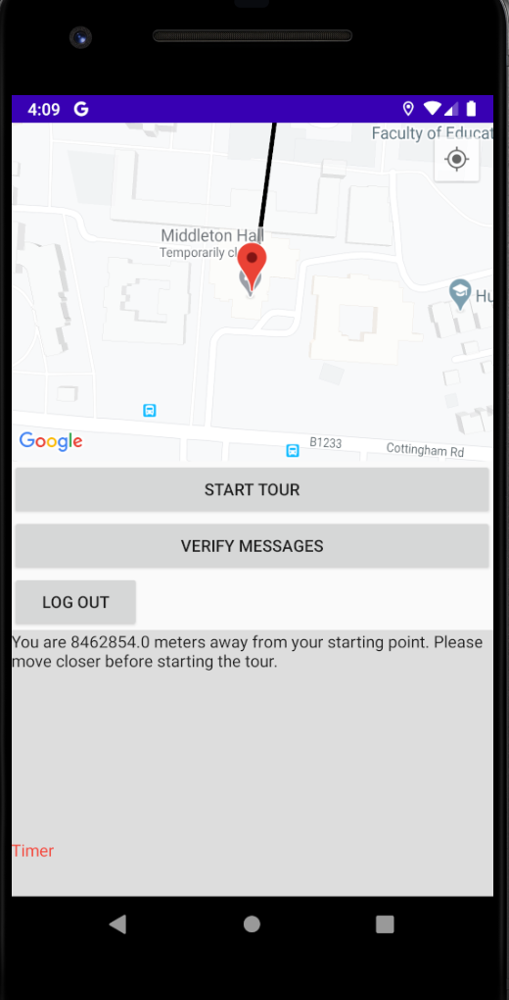 4:09 G
Faculty of Educat
Middleton Hall
Temporarily cl
Hu
B1233
Cottingham Rd
Google
START TOUR
VERIFY MESSAGES
LOG OUT
You are 8462854.0 meters away from your starting point. Please
move closer before starting the tour.
Timer